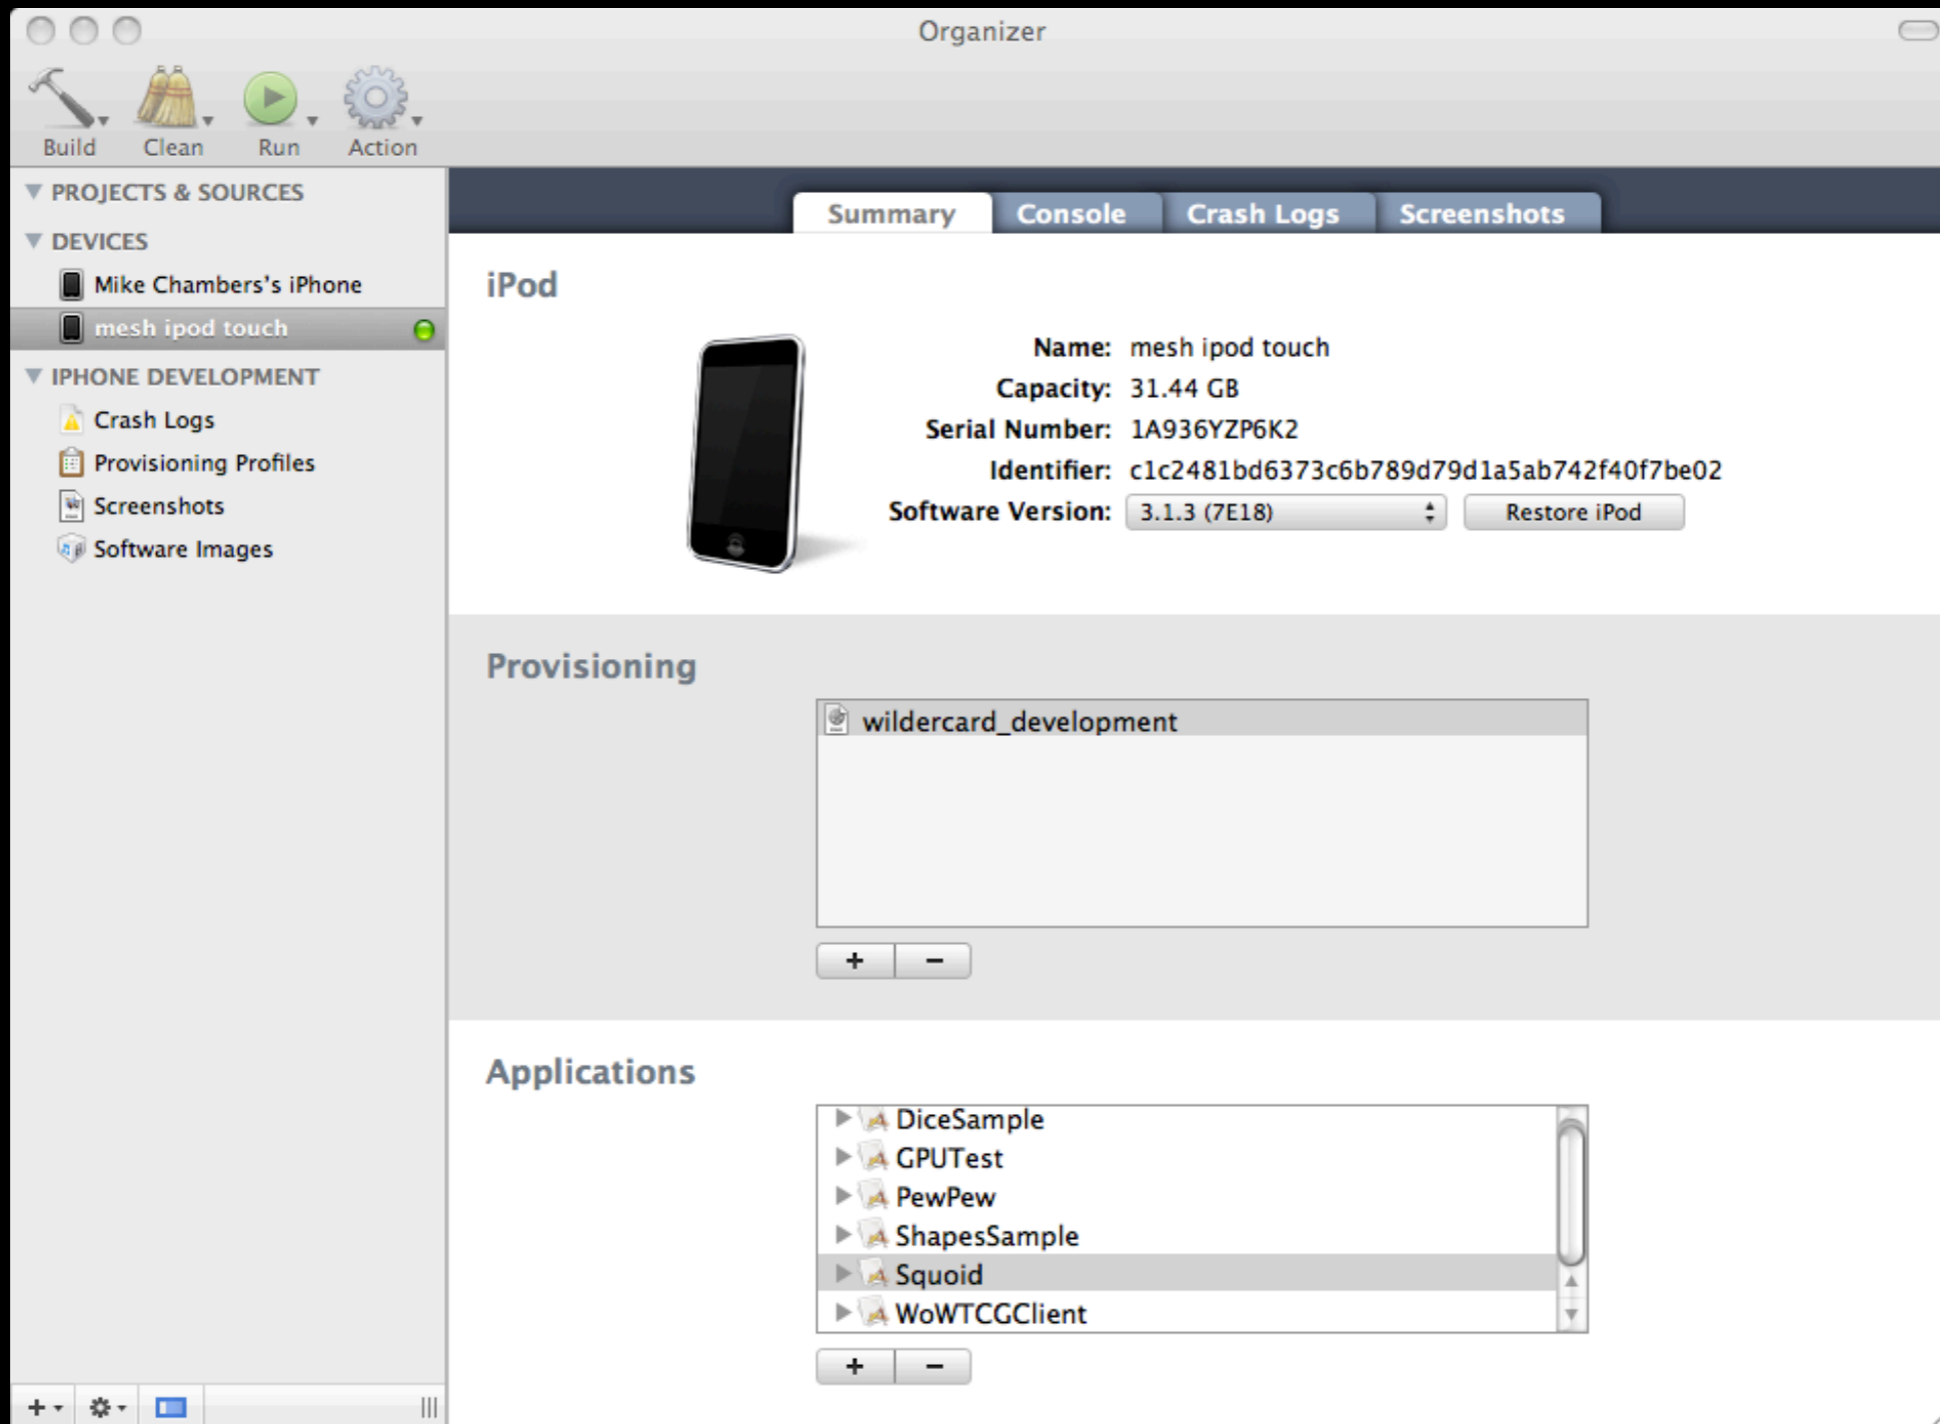 Organizer
Build Clean Run Action
PROJECTS & SOURCES
DEVICES
Mike Chambers's iPhone
mesh ipod touch
IPHONE DEVELOPMENT
Crash Logs
Provisioning Profiles
Screenshots
Software Images
Summary Console Crash Logs Screenshots
iPod
Name: mesh ipod touch
Capacity: 31.44 GB
Serial Number: 1A936YZP6K2
Identifier: c1c2481bd6373c6b789d79d1a5ab742f40f7be02
Software Version: 3.1.3 (7E18) Restore iPod
Provisioning
wildercard_development
+ −
Applications
DiceSample
GPUTest
PewPew
ShapesSample
Squoid
WoWTCGClient
+ −